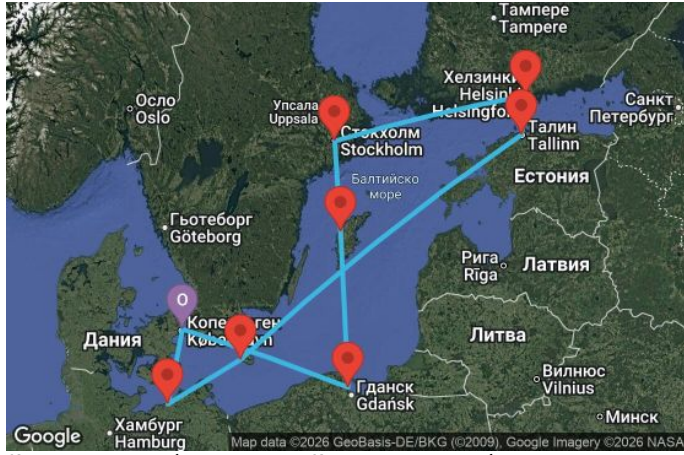 Тампере
Tampere
Хелзинки
Helsinki
Helsingfors
Осло
Oslo
Упсала
Uppsala
Санкт
Петербург
Стокхолм
Stockholm
Талин
Tallinn
Естония
Балтийско
море
Гьотеборг
Göteborg
Рига
Rīga
Латвия
O
Дания
Литва
Вилнюс
Vilnius
Гданск
Gdańsk
Минск
Хамбург
Hamburg
Google
Map data ©2026 GeoBasis-DE/BKG (©2009), Google Imagery ©2026 NASA